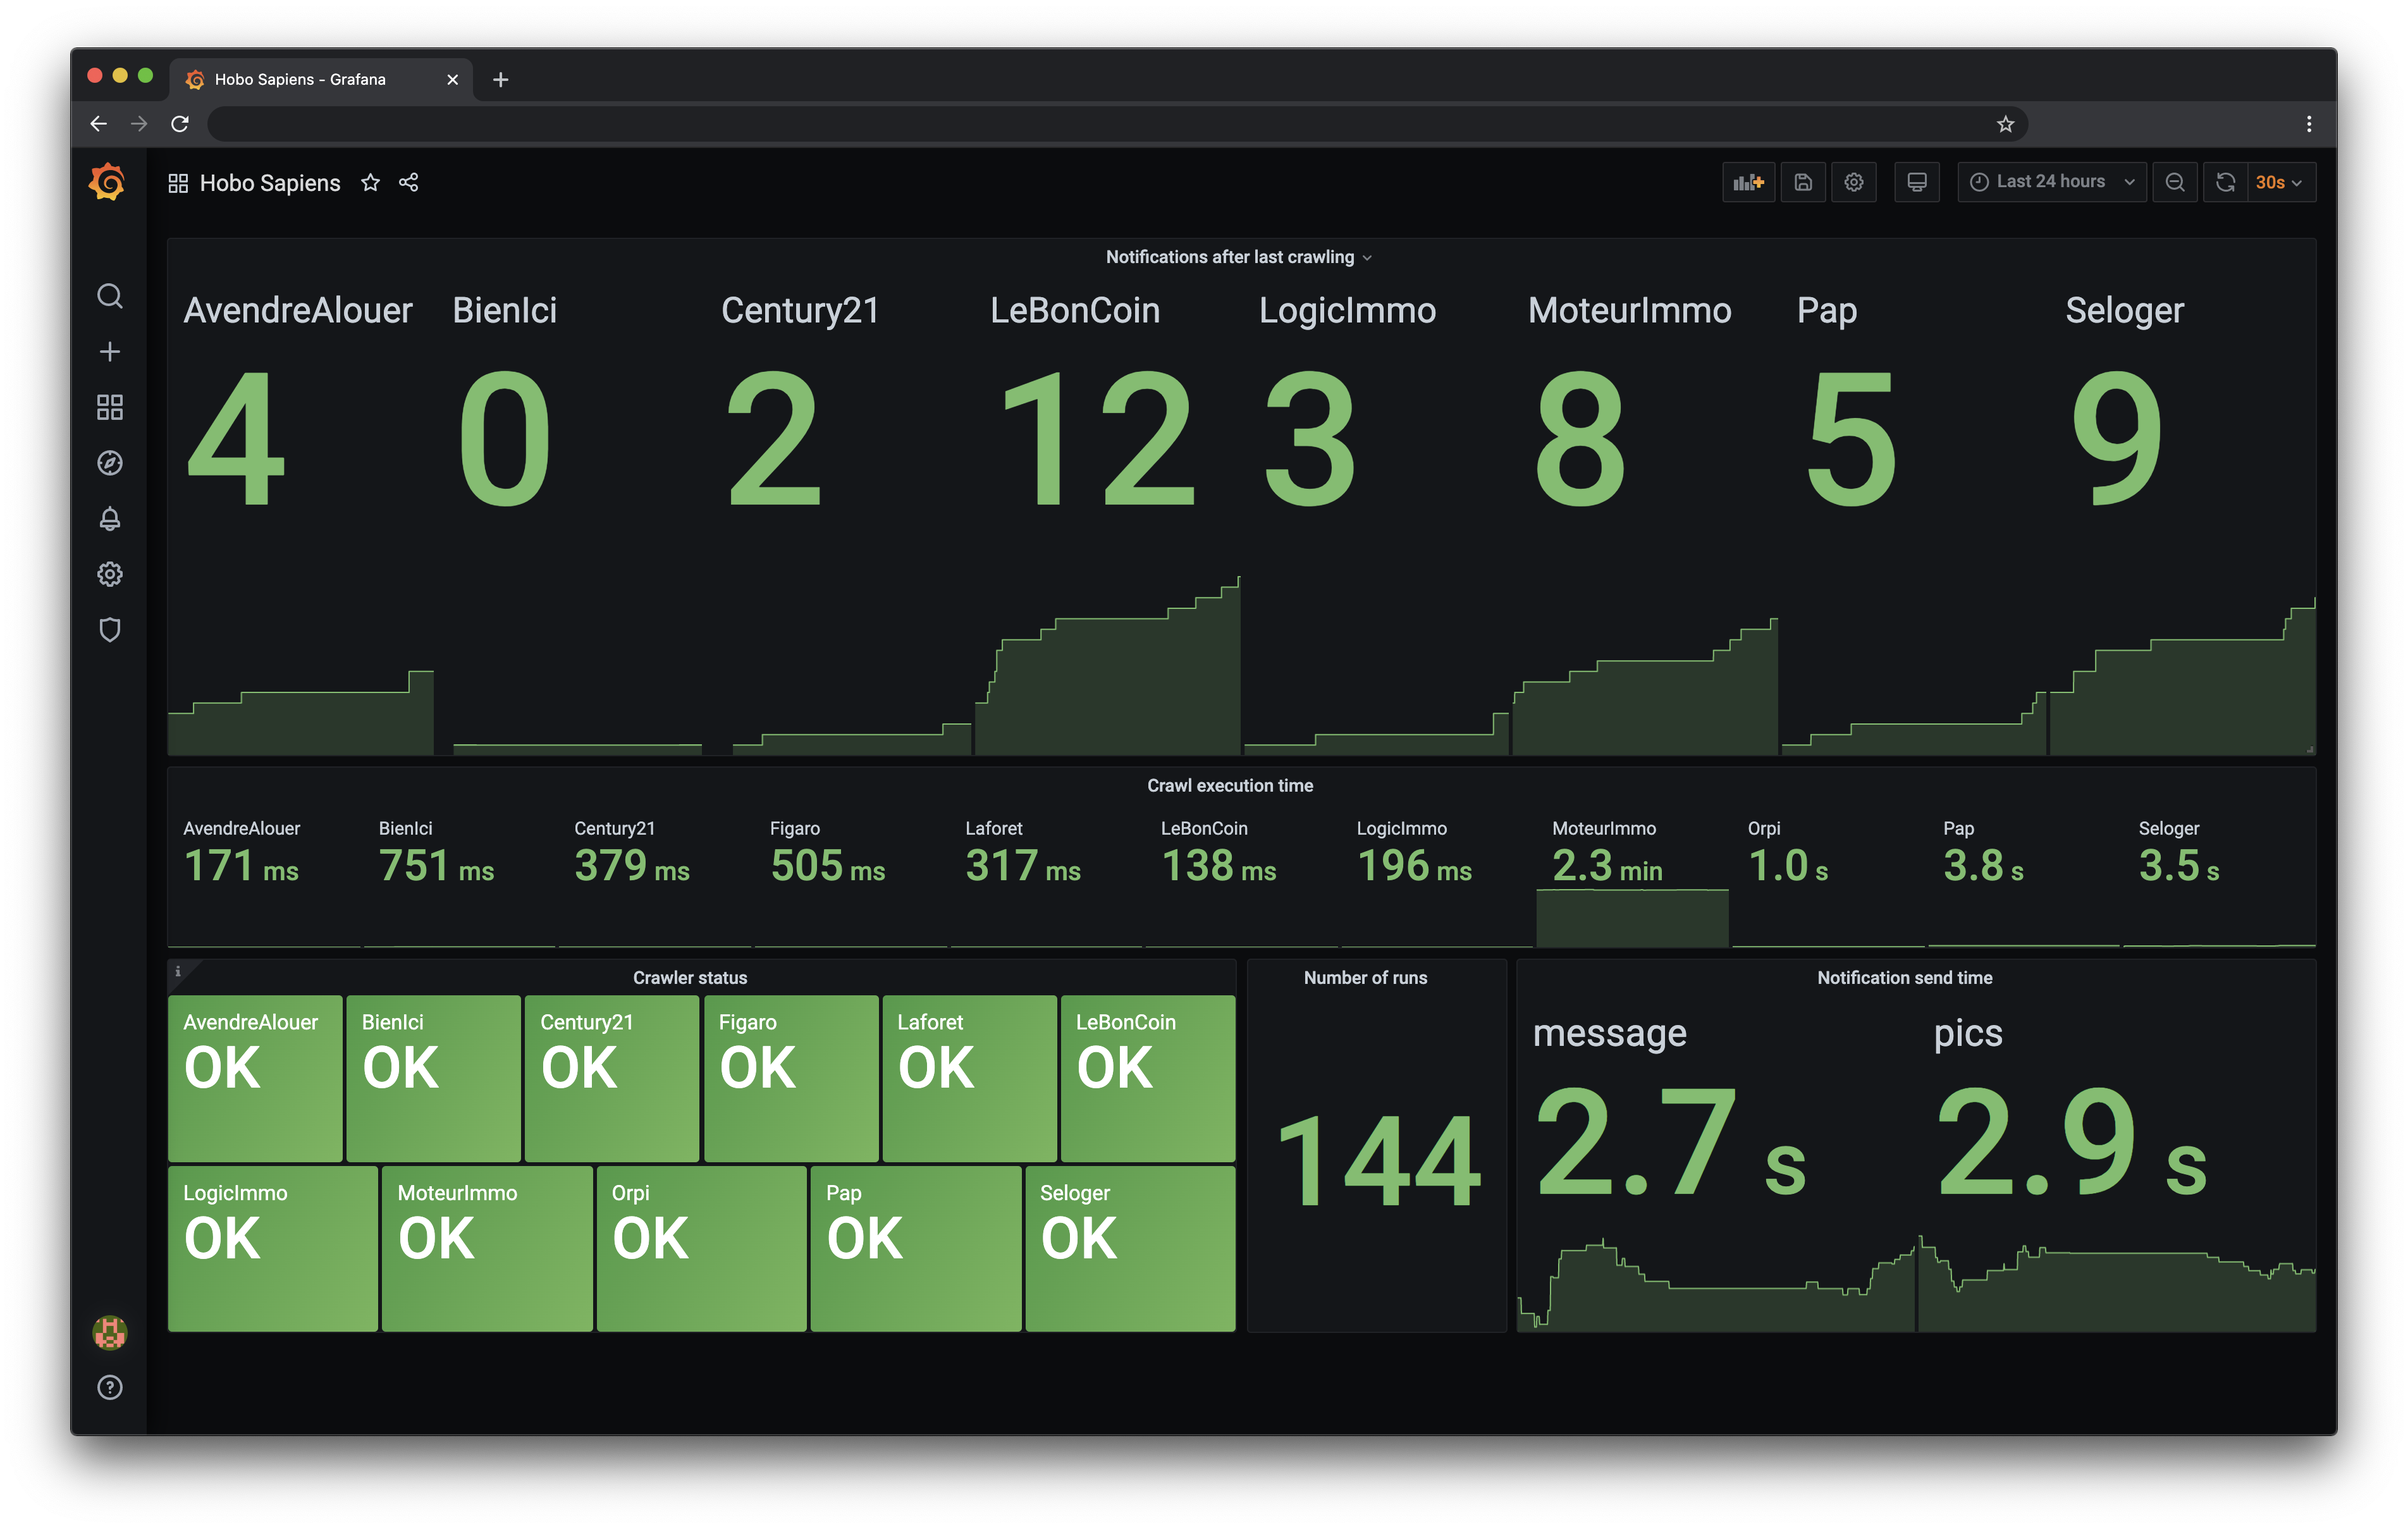 Hobo Sapiens - Grafana
Hobo Sapiens
Last 24 hours
30s
Notifications after last crawling
AvendreAlouer BienIci Century21 LeBonCoin LogicImmo MoteurImmo Pap Seloger
4 0 2 12 3 8 5 9
Crawl execution time
AvendreAlouer BienIci Century21 Figaro Laforet LeBonCoin LogicImmo MoteurImmo Orpi Pap Seloger
171 ms 751 ms 379 ms 505 ms 317 ms 138 ms 196 ms 2.3 min 1.0 s 3.8 s 3.5 s
Crawler status
AvendreAlouer BienIci Century21 Figaro Laforet LeBonCoin
OK OK OK OK OK OK
LogicImmo MoteurImmo Orpi Pap Seloger
OK OK OK OK OK
Number of runs
144
Notification send time
message pics
2.7 s 2.9 s